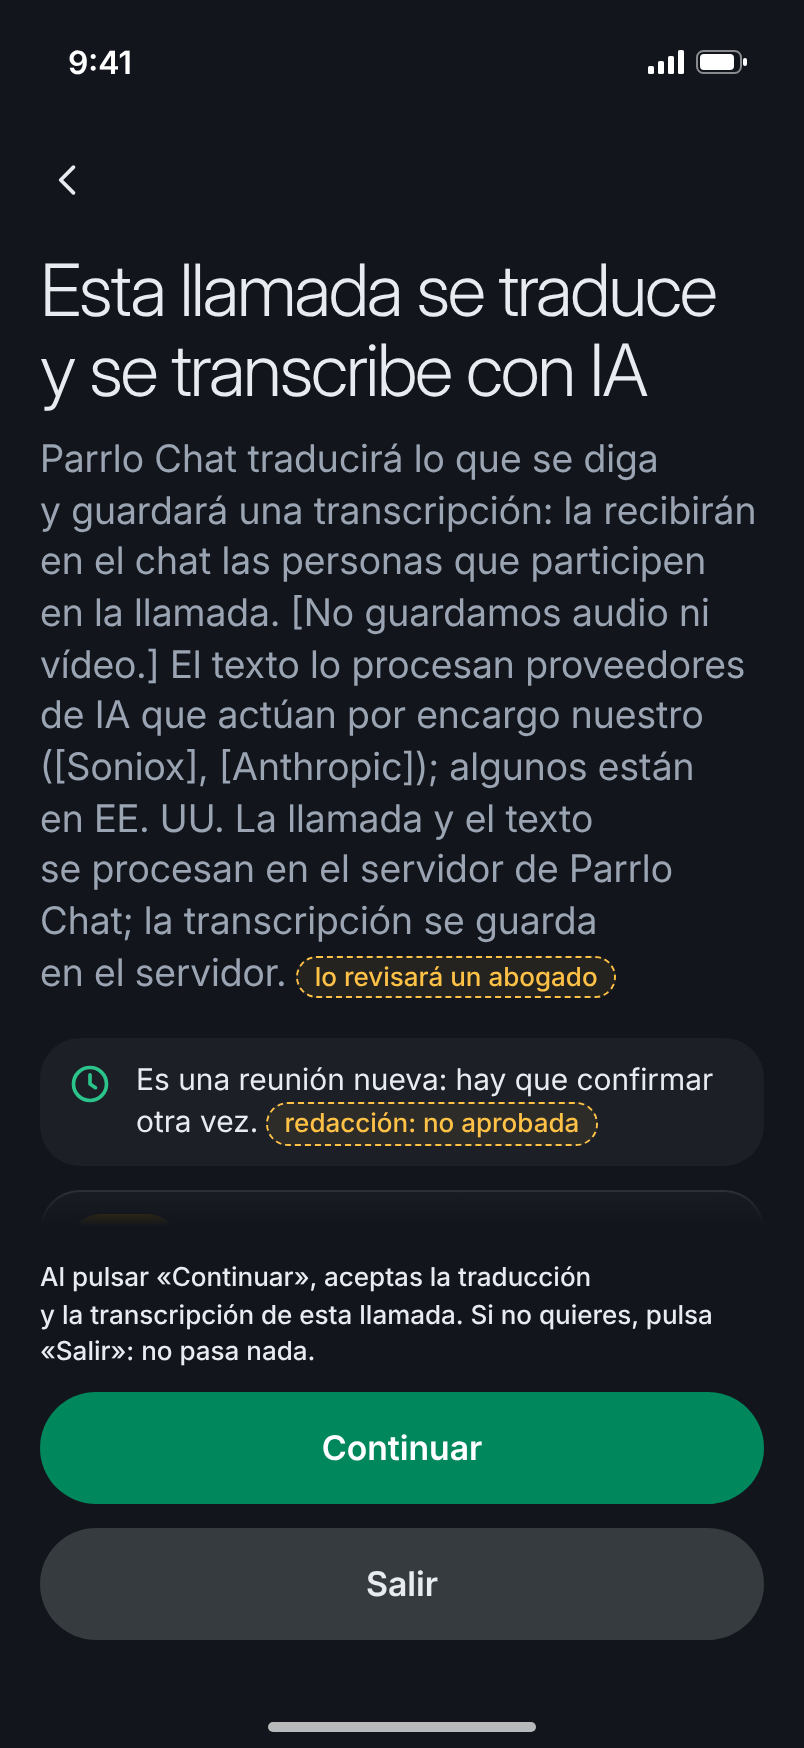 9:41
Esta llamada se traduce
y se transcribe con IA
Parrlo Chat traducirá lo que se diga
y guardará una transcripción: la recibirán
en el chat las personas que participen
en la llamada. [No guardamos audio ni
vídeo.] El texto lo procesan proveedores
de IA que actúan por encargo nuestro
([Soniox], [Anthropic]); algunos están
en EE. UU. La llamada y el texto
se procesan en el servidor de Parrlo
Chat; la transcripción se guarda
en el servidor. lo revisará un abogado
Es una reunión nueva: hay que confirmar
otra vez. redacción: no aprobada
Al pulsar «Continuar», aceptas la traducción
y la transcripción de esta llamada. Si no quieres, pulsa
«Salir»: no pasa nada.
Continuar
Salir